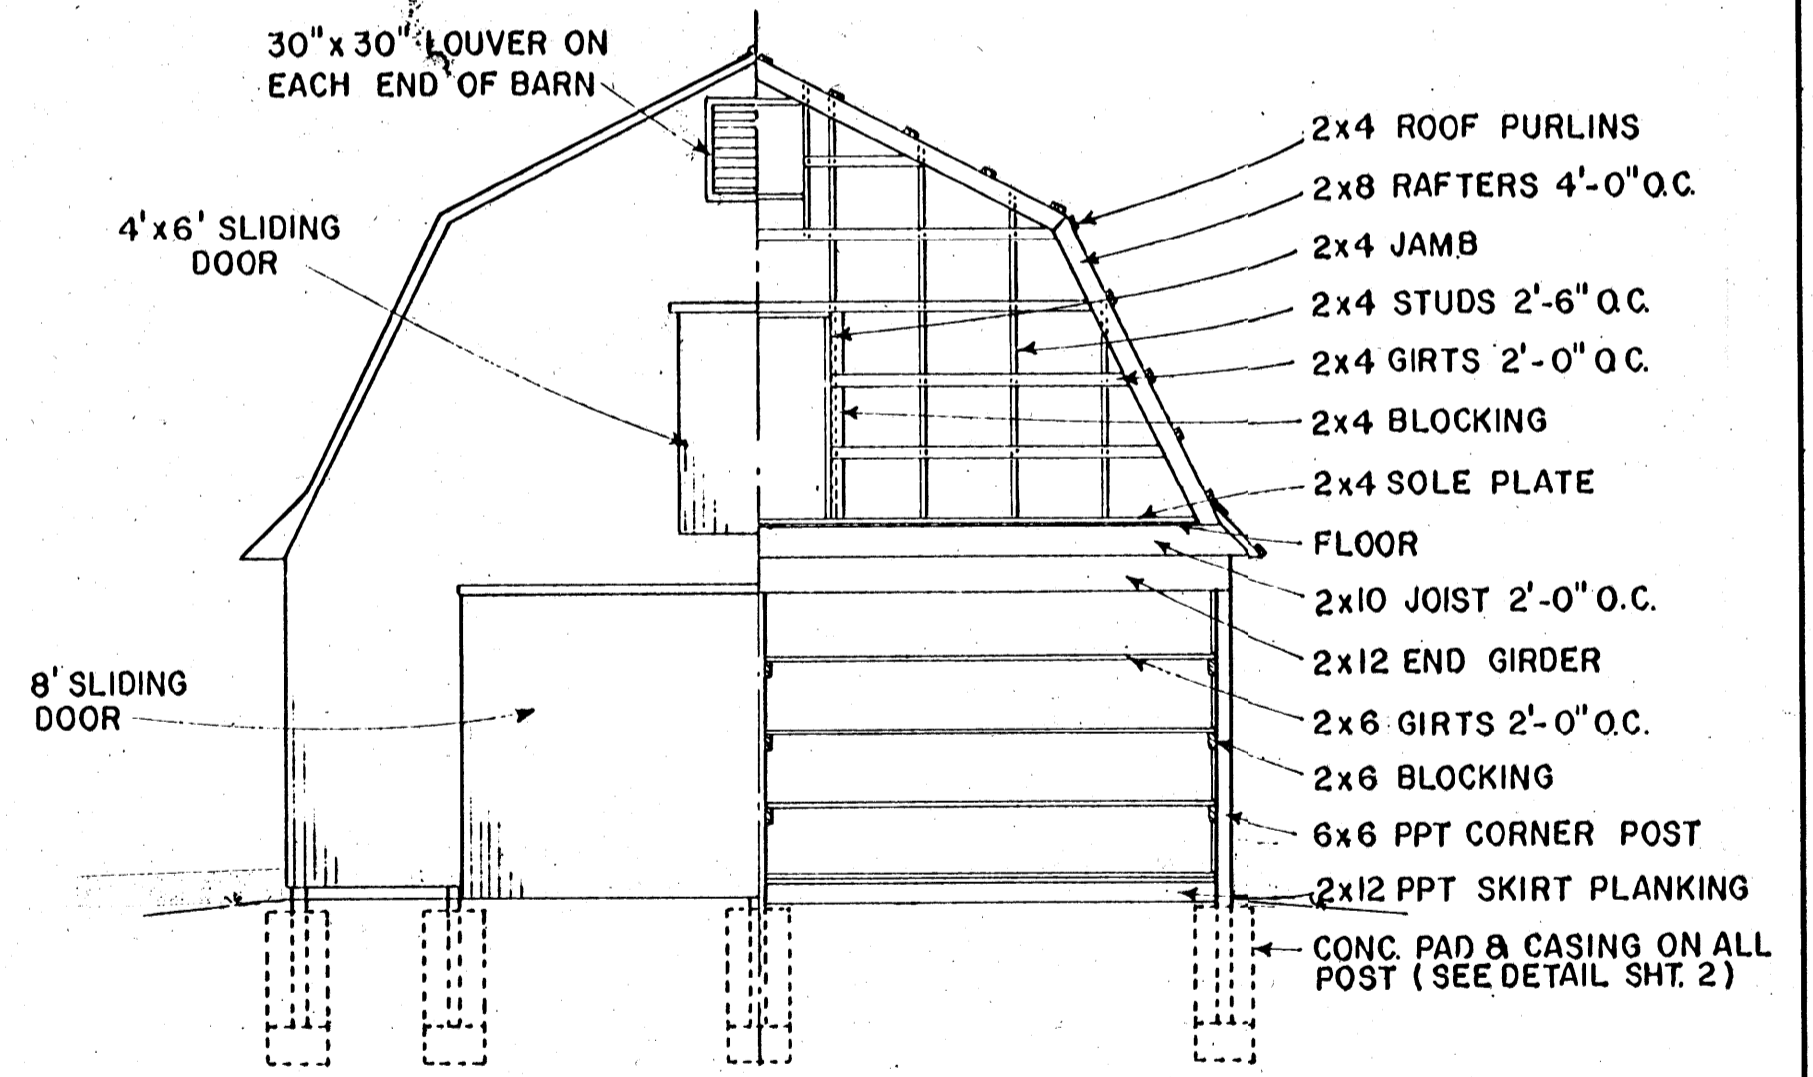 30"x 30" LOUVER ON
EACH END OF BARN
4'x6' SLIDING
DOOR
8' SLIDING
DOOR
2x4 ROOF PURLINS
2x8 RAFTERS 4'-0" O.C.
2x4 JAMB
2x4 STUDS 2'-6" O.C.
2x4 GIRTS 2'-0" O.C.
2x4 BLOCKING
2x4 SOLE PLATE
FLOOR
2x10 JOIST 2'-0" O.C.
2x12 END GIRDER
2x6 GIRTS 2'-0" O.C.
2x6 BLOCKING
6x6 PPT CORNER POST
2x12 PPT SKIRT PLANKING
CONC. PAD & CASING ON ALL
POST (SEE DETAIL SHT. 2)